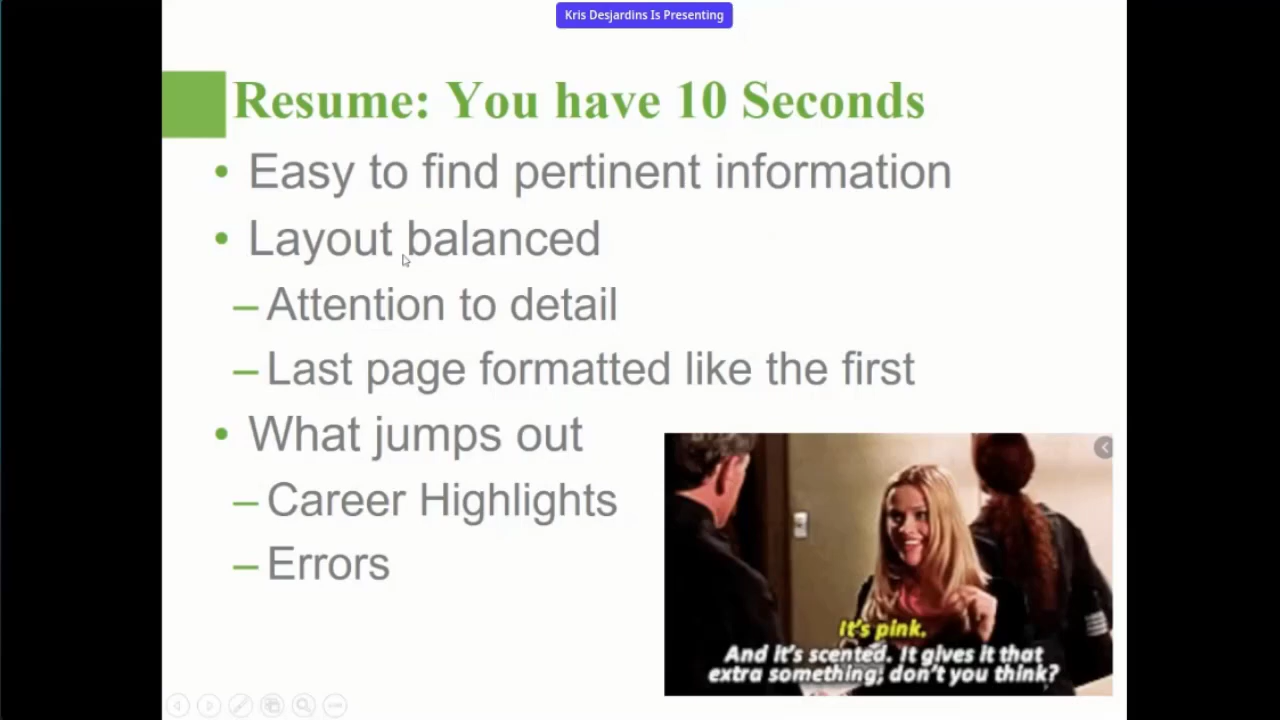 Kris Desjardins Is Presenting
Resume: You have 10 Seconds
• Easy to find pertinent information
• Layout balanced
– Attention to detail
– Last page formatted like the first
• What jumps out
– Career Highlights
– Errors
It's pink.
And it's scented. It gives it that
extra something, don't you think?